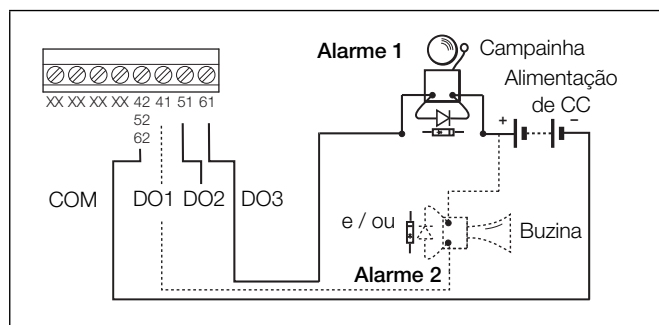 Alarme 1
Campainha
Alimentação
de CC
+
–
XX XX XX XX 42 41 51 61
52
62
COM DO1 DO2 DO3
e / ou
Buzina
Alarme 2